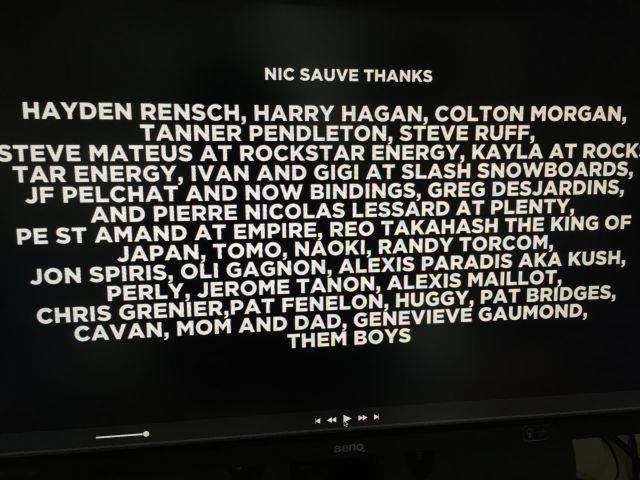 NIC SAUVE THANKS
HAYDEN RENSCH, HARRY HAGAN, COLTON MORGAN,
TANNER PENDLETON, STEVE RUFF,
STEVE MATEUS AT ROCKSTAR ENERGY, KAYLA AT ROCKS
TAR ENERGY, IVAN AND GIGI AT SLASH SNOWBOARDS,
JF PELCHAT AND NOW BINDINGS, GREG DESJARDINS,
AND PIERRE NICOLAS LESSARD AT PLENTY,
PE ST AMAND AT EMPIRE, REO TAKAHASH THE KING OF
JAPAN, TOMO, NAOKI, RANDY TORCOM,
JON SPIRIS, OLI GAGNON, ALEXIS PARADIS AKA KUSH,
PERLY, JEROME TANON, ALEXIS MAILLOT,
CHRIS GRENIER,PAT FENELON, HUGGY, PAT BRIDGES,
CAVAN, MOM AND DAD, GENEVIEVE GAUMOND,
THEM BOYS
BenQ